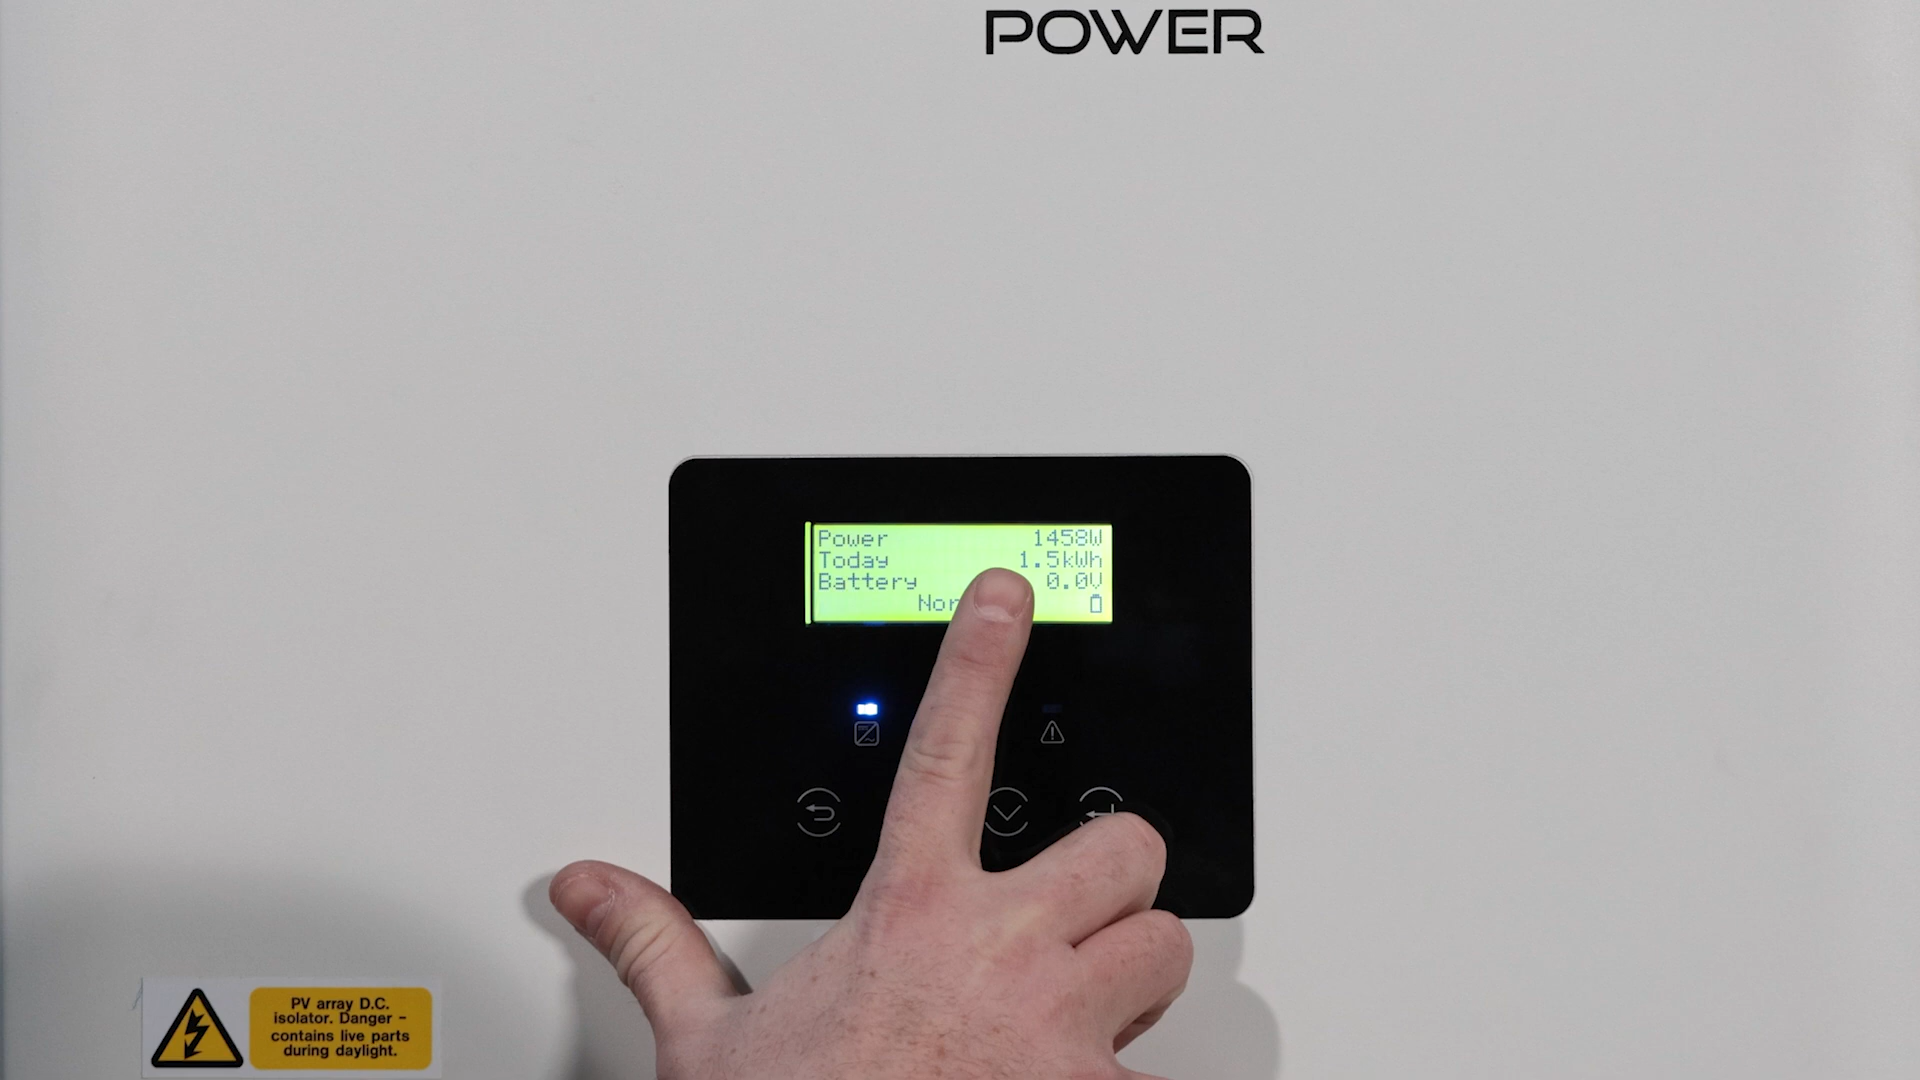 POWER
Power 1458W
Today 1.5kWh
Battery 0.0V
PV array D.C.
isolator. Danger -
contains live parts
during daylight.